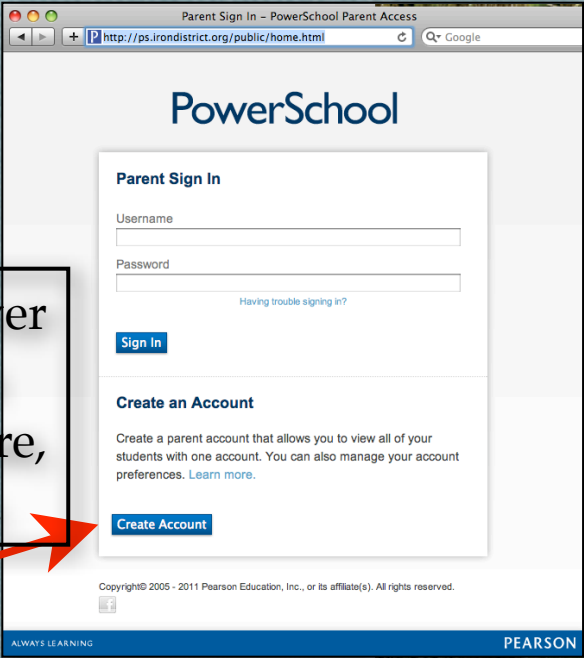 Parent Sign In – PowerSchool Parent Access
http://ps.irondistrict.org/public/home.html
Google
PowerSchool
Parent Sign In
Username
Password
Having trouble signing in?
Sign In
Create an Account
Create a parent account that allows you to view all of your
students with one account. You can also manage your account
preferences. Learn more.
Create Account
Copyright© 2005 - 2011 Pearson Education, Inc., or its affiliate(s). All rights reserved.
ALWAYS LEARNING
PEARSON